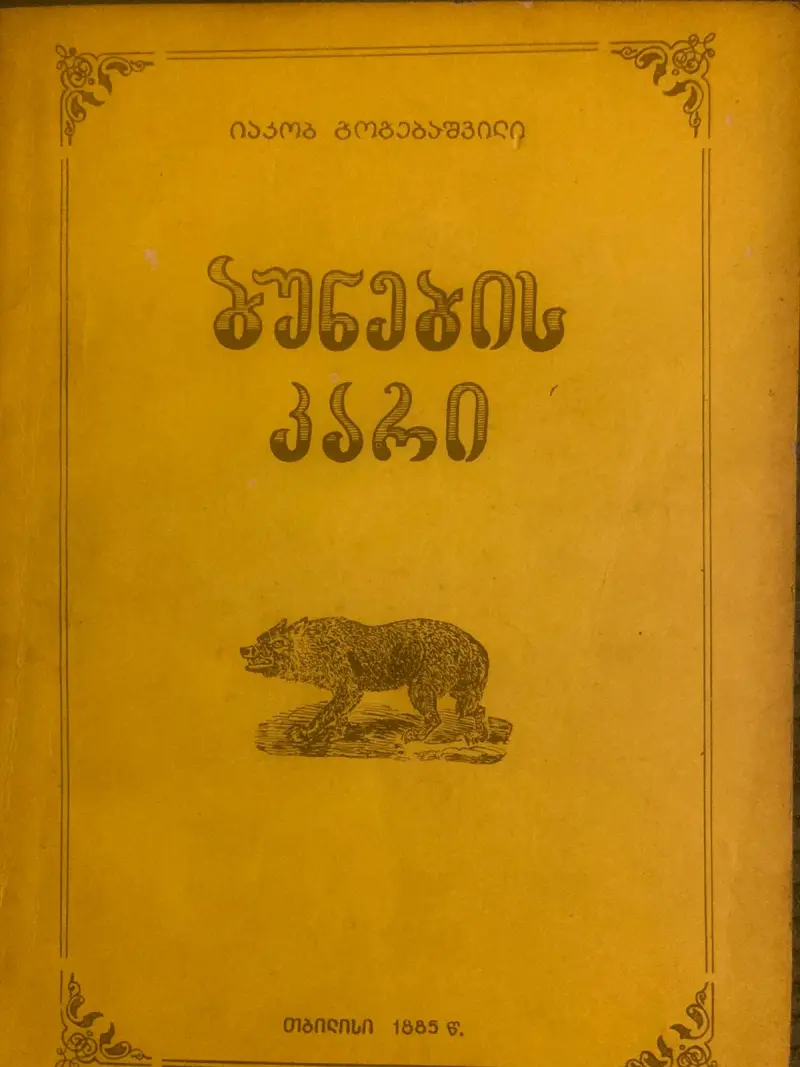 იაკობ გოგებაშვილი
ბუნების
კარი
თბილისი 1885 წ.